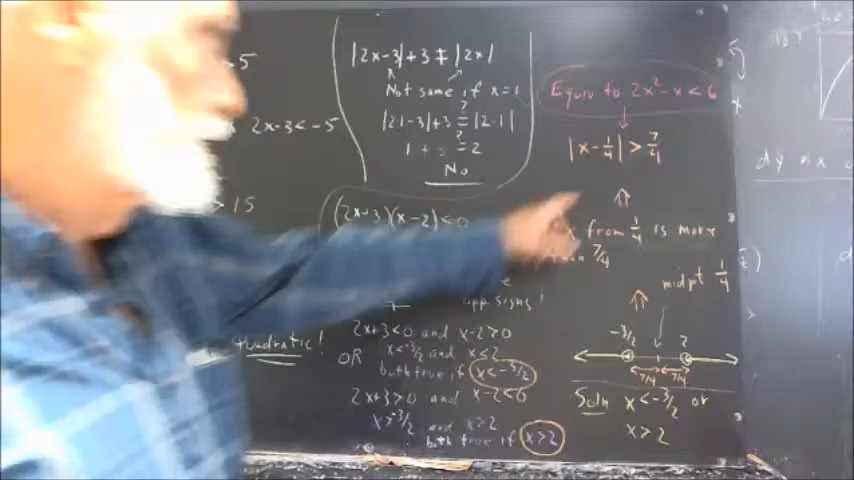 5
2x-3<-5
> 15
Quadratic!
|2x-3|+3 ≠ |2x|
Not same if x=1
|2·1-3|+3 ≟ |2·1|
1+3 ≟ 2
No
(2x+3)(x-2)<0
opp. signs!
2x+3<0 and x-2>0
OR x<-3/2 and x<2
both true if x<-3/2
2x+3>0 and x-2<0
x>-3/2 and x>2
both true if x>2
Equiv to 2x²-x<6
|x-1/4|>7/4
x from 1/4 is more
than 7/4
midpt 1/4
-3/2 2
7/4 7/4
Soln x<-3/2 or
x>2
dy